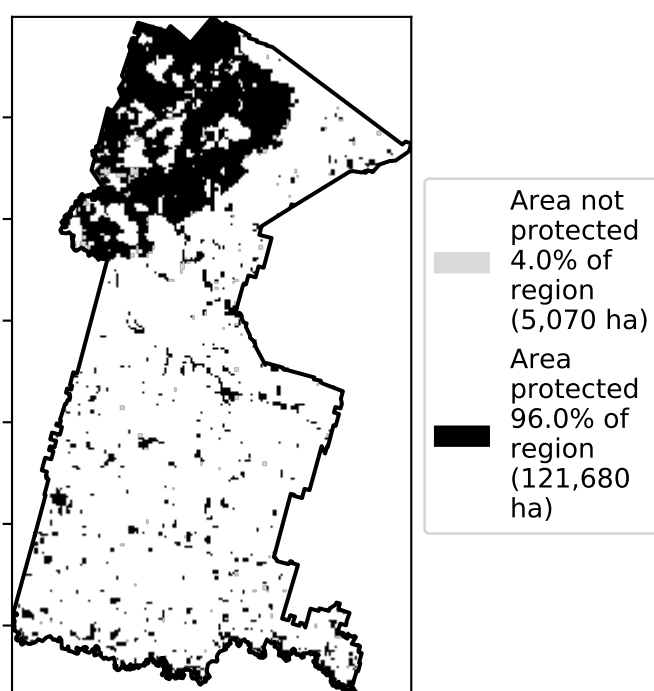 Area not
protected
4.0% of
region
(5,070 ha)
Area
protected
96.0% of
region
(121,680
ha)